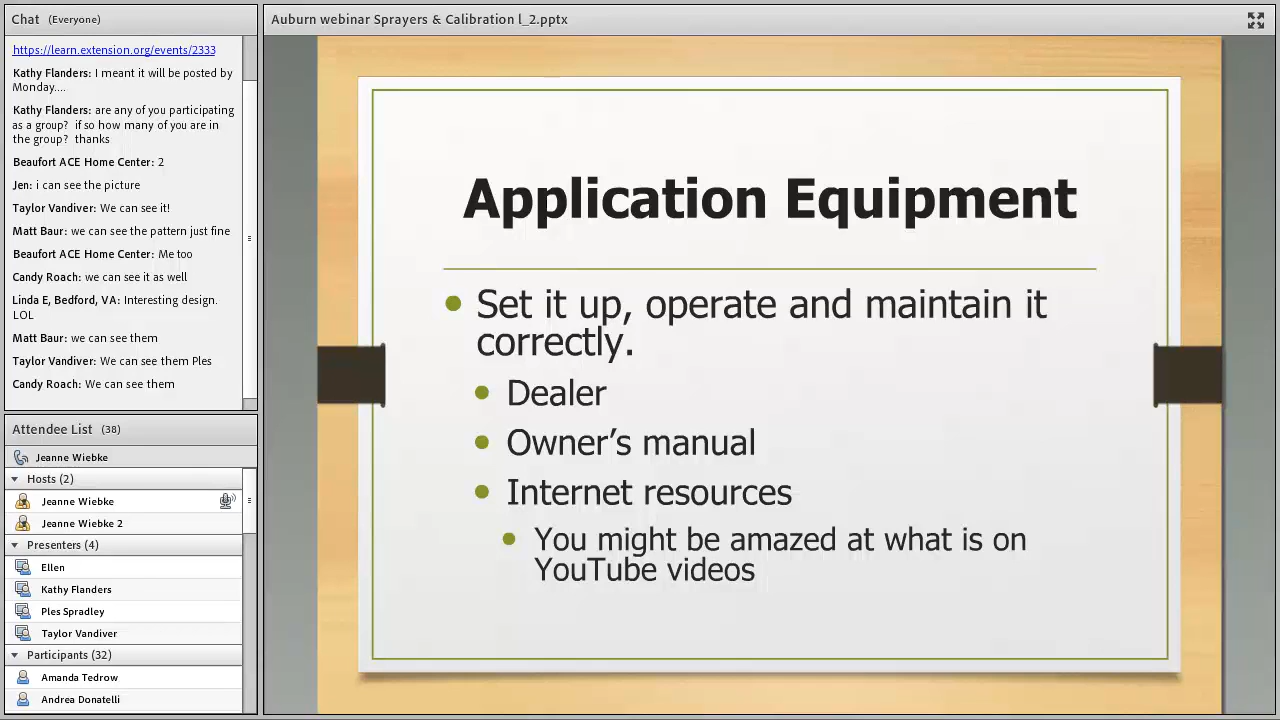 Chat (Everyone)
https://learn.extension.org/events/2333
Kathy Flanders: I meant it will be posted by
Monday....
Kathy Flanders: are any of you participating
as a group? if so how many of you are in
the group? thanks
Beaufort ACE Home Center: 2
Jen: i can see the picture
Taylor Vandiver: We can see it!
Matt Baur: we can see the pattern just fine
Beaufort ACE Home Center: Me too
Candy Roach: we can see it as well
Linda E, Bedford, VA: Interesting design.
LOL
Matt Baur: we can see them
Taylor Vandiver: We can see them Ples
Candy Roach: We can see them
Attendee List (38)
Jeanne Wiebke
Hosts (2)
Jeanne Wiebke
Jeanne Wiebke 2
Presenters (4)
Ellen
Kathy Flanders
Ples Spradley
Taylor Vandiver
Participants (32)
Amanda Tedrow
Andrea Donatelli
Auburn webinar Sprayers & Calibration l_2.pptx
Application Equipment
Set it up, operate and maintain it
correctly.
Dealer
Owner’s manual
Internet resources
You might be amazed at what is on
YouTube videos